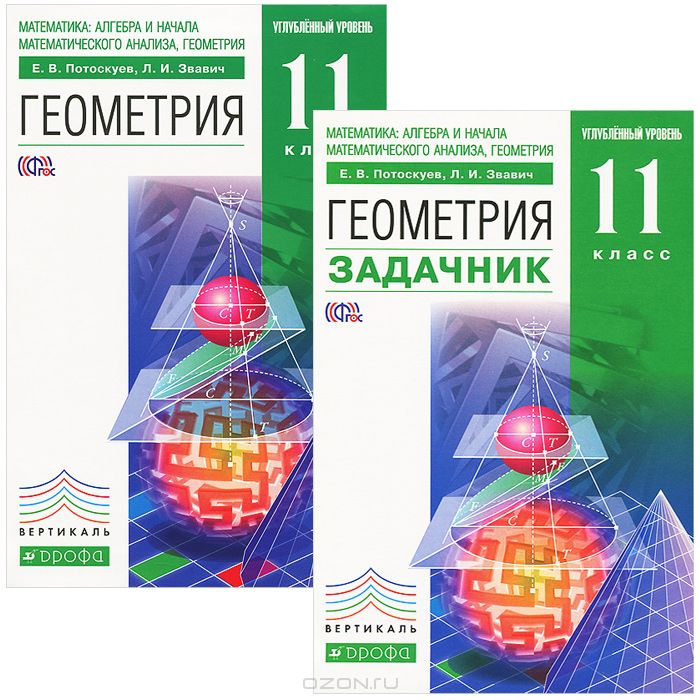 МАТЕМАТИКА: АЛГЕБРА И НАЧАЛА
МАТЕМАТИЧЕСКОГО АНАЛИЗА, ГЕОМЕТРИЯ
УГЛУБЛЁННЫЙ УРОВЕНЬ
Е. В. Потоскуев, Л. И. Звавич
11
ГЕОМЕТРИЯ
кл
ФГОС
S
C T
M F
F C
T
ВЕРТИКАЛЬ
дрофа
МАТЕМАТИКА: АЛГЕБРА И НАЧАЛА
МАТЕМАТИЧЕСКОГО АНАЛИЗА, ГЕОМЕТРИЯ
УГЛУБЛЁННЫЙ УРОВЕНЬ
Е. В. Потоскуев, Л. И. Звавич
11
ГЕОМЕТРИЯ
класс
ЗАДАЧНИК
ФГОС
S
C T
M F
F C
T
ВЕРТИКАЛЬ
дрофа
OZON.ru